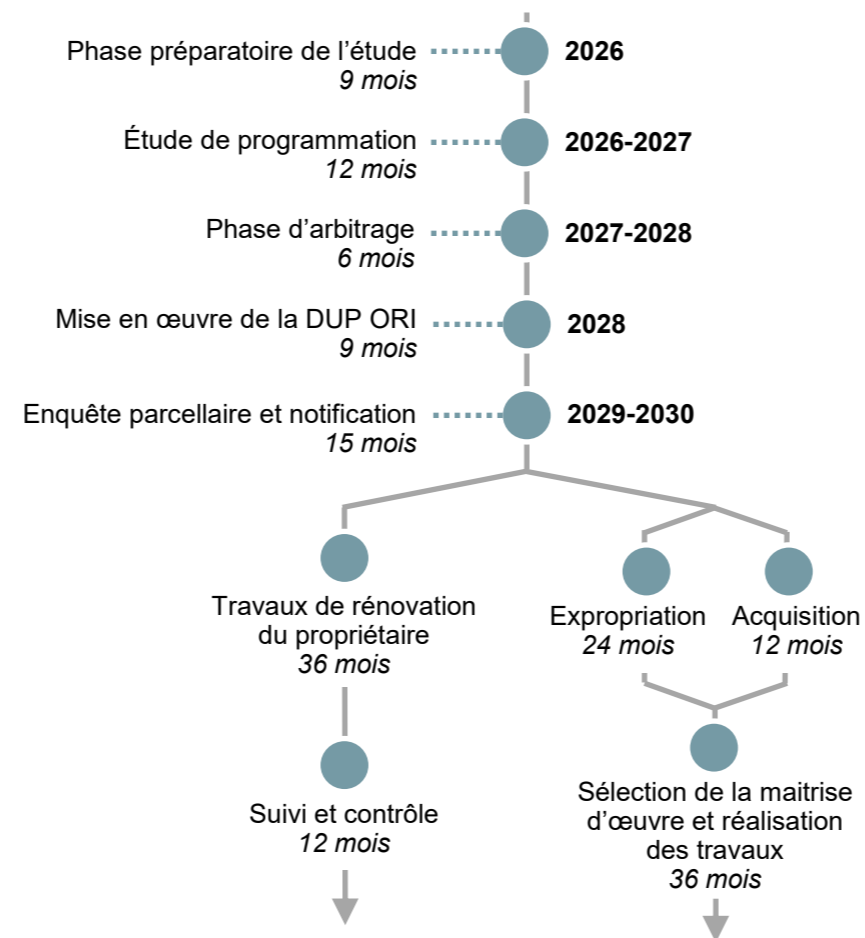 Phase préparatoire de l’étude
9 mois
2026
Étude de programmation
12 mois
2026-2027
Phase d’arbitrage
6 mois
2027-2028
Mise en œuvre de la DUP ORI
9 mois
2028
Enquête parcellaire et notification
15 mois
2029-2030
Travaux de rénovation
du propriétaire
36 mois
Expropriation
24 mois
Acquisition
12 mois
Suivi et contrôle
12 mois
Sélection de la maitrise
d’œuvre et réalisation
des travaux
36 mois